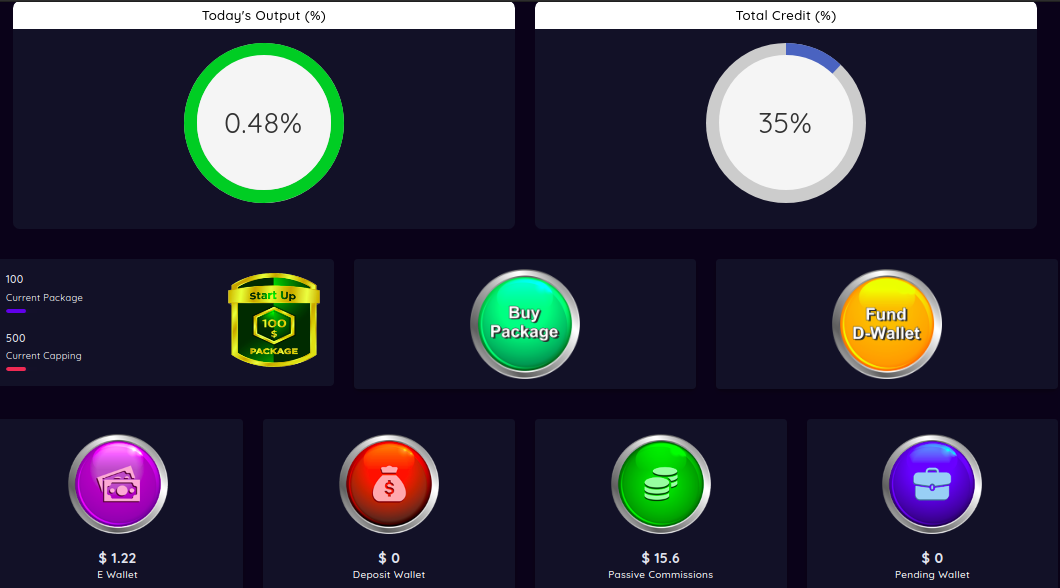 Today's Output (%)
Total Credit (%)
0.48%
35%
100
Current Package
500
Current Capping
Start Up
100
$
PACKAGE
Buy
Package
Fund
D-Wallet
$
$ 1.22
E Wallet
$ 0
Deposit Wallet
$ 15.6
Passive Commissions
$ 0
Pending Wallet